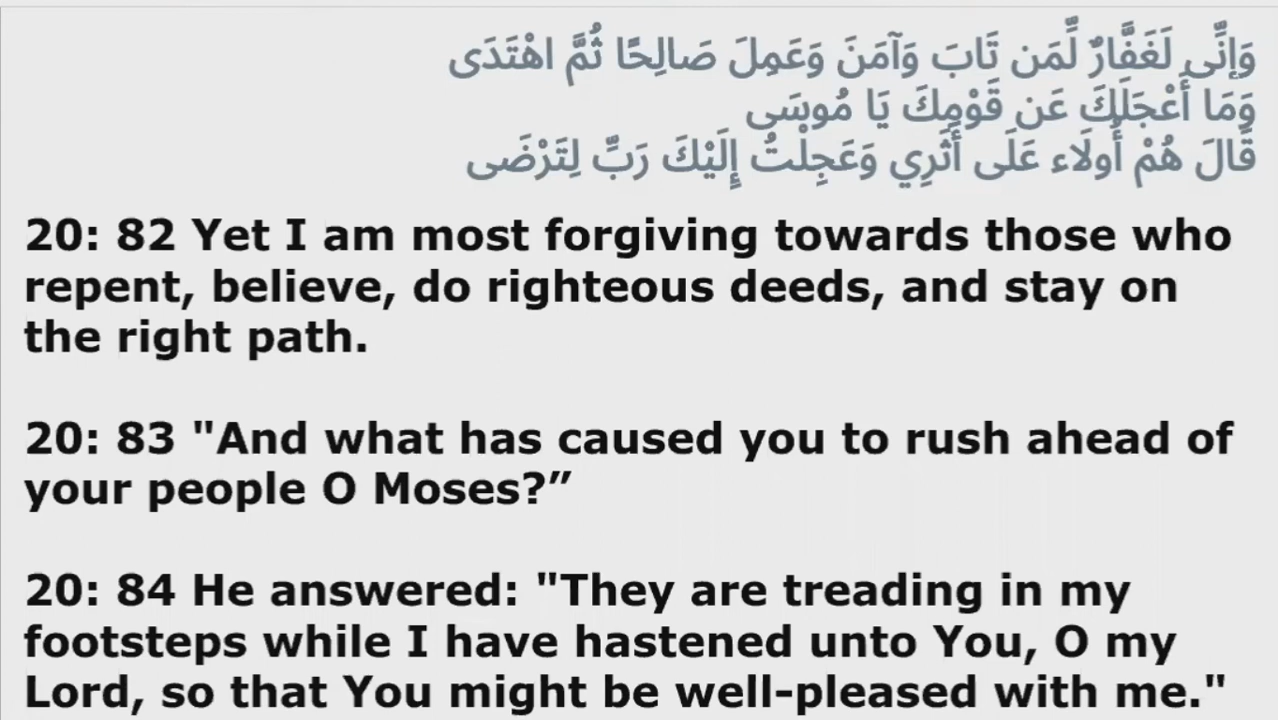 وَإِنِّي لَغَفَّارٌ لِّمَن تَابَ وَآمَنَ وَعَمِلَ صَالِحًا ثُمَّ اهْتَدَى
وَمَا أَعْجَلَكَ عَن قَوْمِكَ يَا مُوسَى
قَالَ هُمْ أُولَاء عَلَى أَثَرِي وَعَجِلْتُ إِلَيْكَ رَبِّ لِتَرْضَى
20: 82 Yet I am most forgiving towards those who
repent, believe, do righteous deeds, and stay on
the right path.
20: 83 "And what has caused you to rush ahead of
your people O Moses?”
20: 84 He answered: "They are treading in my
footsteps while I have hastened unto You, O my
Lord, so that You might be well-pleased with me."